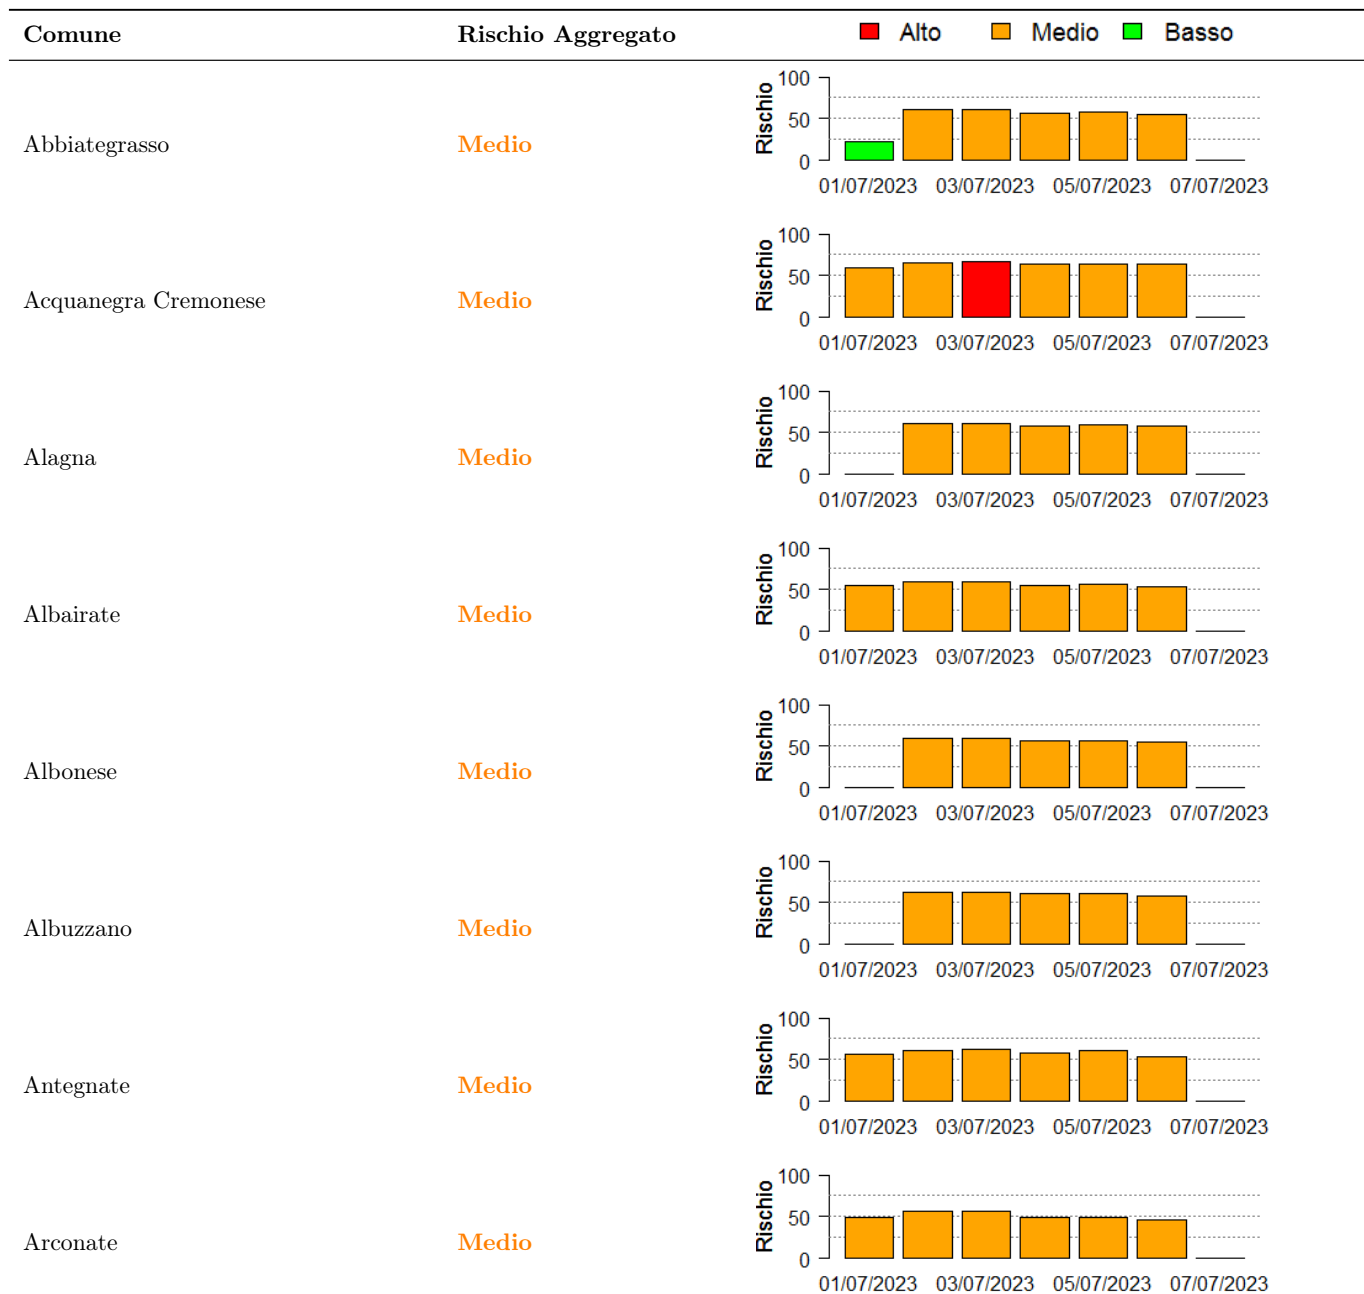 Comune Rischio Aggregato Alto Medio Basso
100
50
0
Rischio
Abbiategrasso Medio
01/07/2023 03/07/2023 05/07/2023 07/07/2023
100
50
0
Rischio
Acquanegra Cremonese Medio
01/07/2023 03/07/2023 05/07/2023 07/07/2023
100
50
0
Rischio
Alagna Medio
01/07/2023 03/07/2023 05/07/2023 07/07/2023
100
50
0
Rischio
Albairate Medio
01/07/2023 03/07/2023 05/07/2023 07/07/2023
100
50
0
Rischio
Albonese Medio
01/07/2023 03/07/2023 05/07/2023 07/07/2023
100
50
0
Rischio
Albuzzano Medio
01/07/2023 03/07/2023 05/07/2023 07/07/2023
100
50
0
Rischio
Antegnate Medio
01/07/2023 03/07/2023 05/07/2023 07/07/2023
100
50
0
Rischio
Arconate Medio
01/07/2023 03/07/2023 05/07/2023 07/07/2023